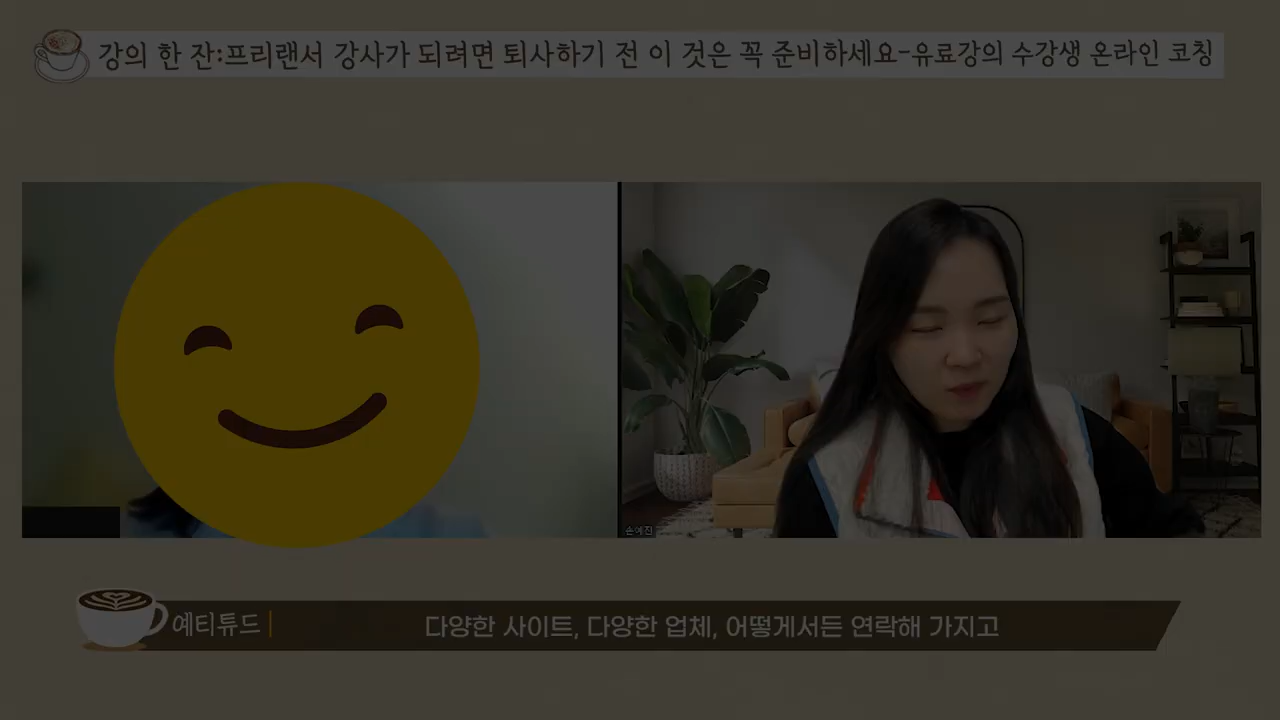 강의 한 잔:프리랜서 강사가 되려면 퇴사하기 전 이 것은 꼭 준비하세요-유료강의 수강생 온라인 코칭
손예진
예티튜드
다양한 사이트, 다양한 업체, 어떻게서든 연락해 가지고